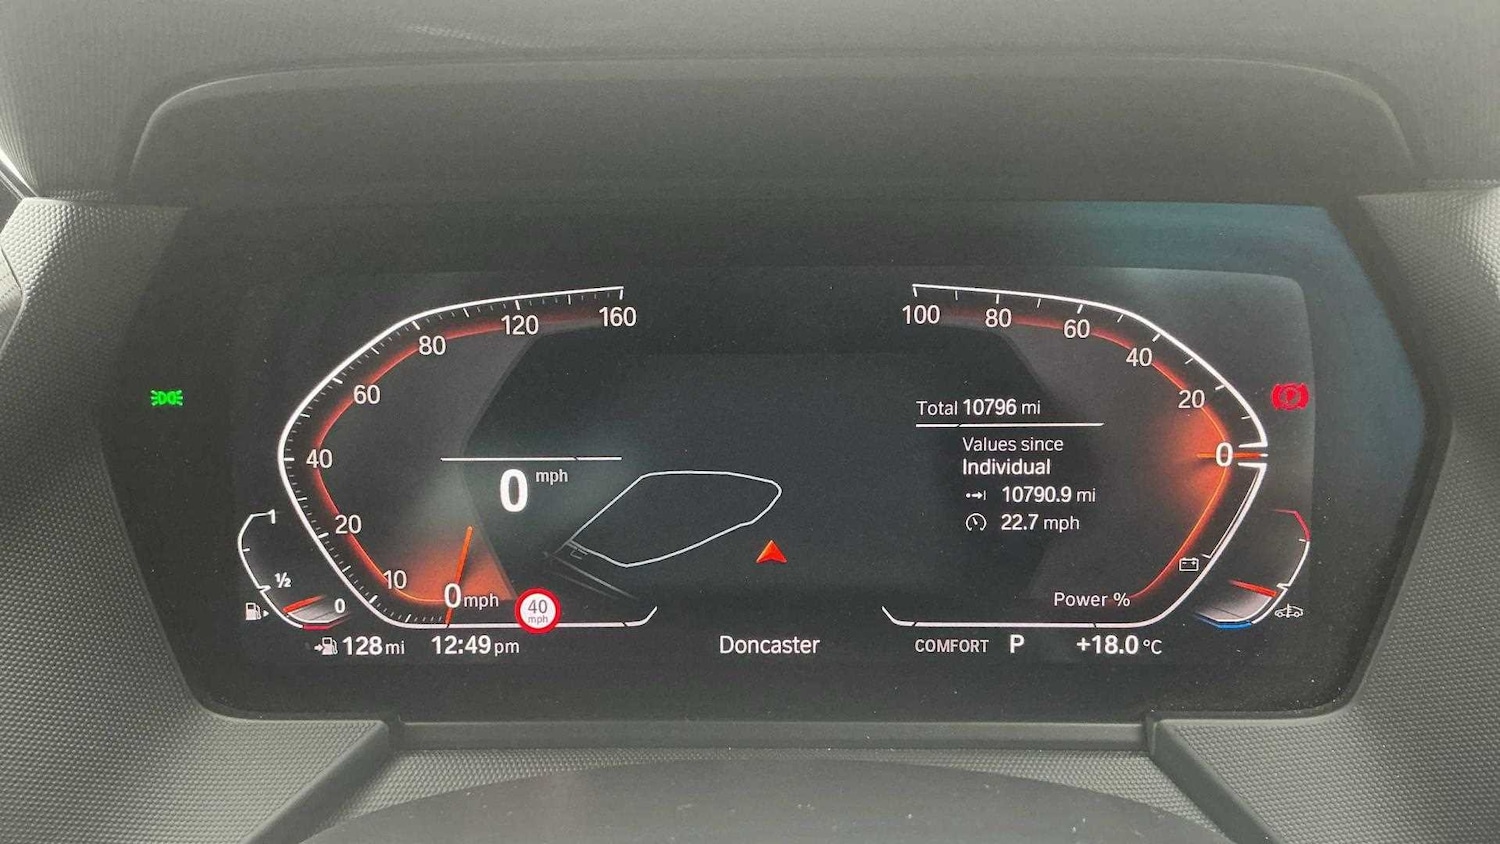 160
120
80
60
40
20
10
0 mph
0 mph
40
mph
1
½
0
128 mi
12:49 pm
Doncaster
100
80
60
40
20
0
Total 10796 mi
Values since
Individual
10790.9 mi
22.7 mph
Power %
COMFORT P +18.0 °C